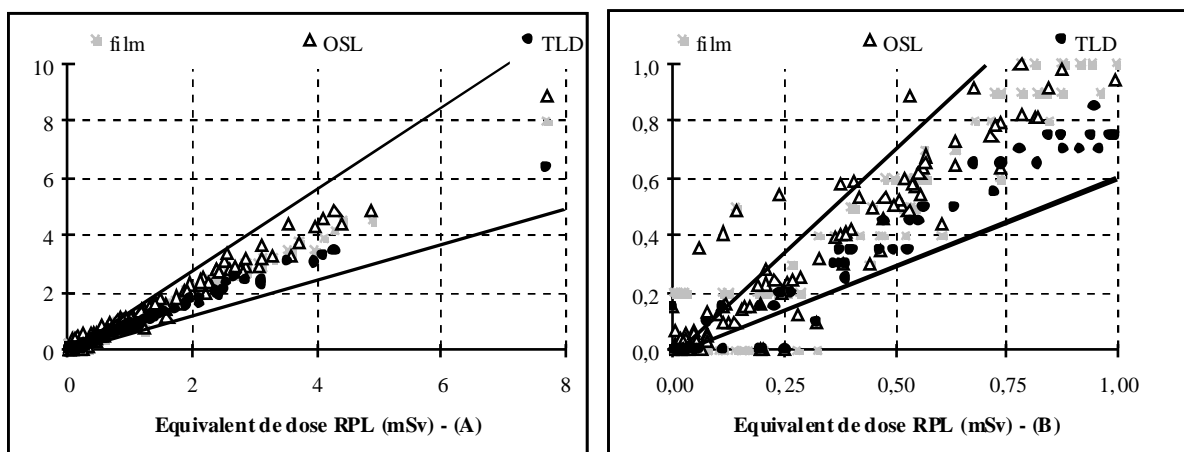 film OSL TLD
10
8
6
4
2
0
0 2 4 6 8
Equivalent de dose RPL (mSv) - (A)
film OSL TLD
1,0
0,8
0,6
0,4
0,2
0,0
0,00 0,25 0,50 0,75 1,00
Equivalent de dose RPL (mSv) - (B)